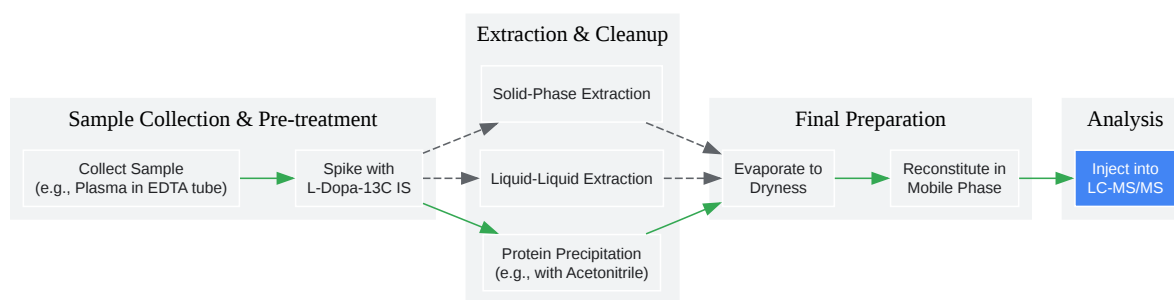 Sample Collection & Pre-treatment
Collect Sample
(e.g., Plasma in EDTA tube)
Spike with
L-Dopa-13C IS
Extraction & Cleanup
Solid-Phase Extraction
Liquid-Liquid Extraction
Protein Precipitation
(e.g., with Acetonitrile)
Final Preparation
Evaporate to
Dryness
Reconstitute in
Mobile Phase
Analysis
Inject into
LC-MS/MS